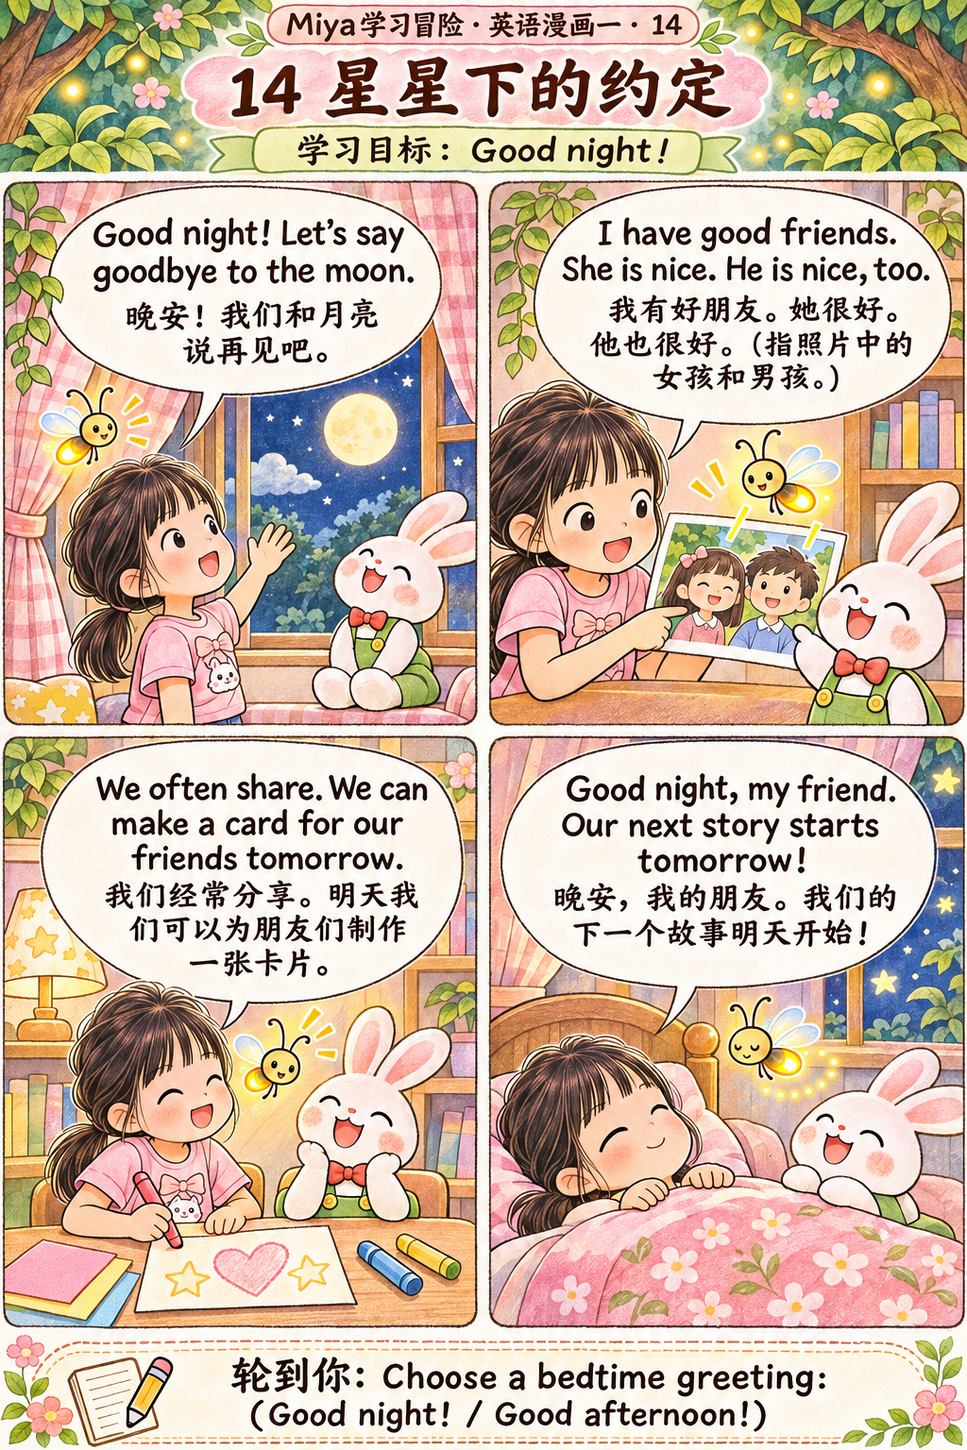 Miya学习冒险·英语漫画一·14
14 星星下的约定
学习目标：Good night!
Good night! Let's say
goodbye to the moon.
晚安！我们和月亮
说再见吧。
I have good friends.
She is nice. He is nice, too.
我有好朋友。她很好。
他也很好。(指照片中的
女孩和男孩。)
We often share. We can
make a card for our
friends tomorrow.
我们经常分享。明天我
们可以为朋友们制作
一张卡片。
Good night, my friend.
Our next story starts
tomorrow!
晚安，我的朋友。我们的
下一个故事明天开始！
轮到你：Choose a bedtime greeting:
(Good night! / Good afternoon!)